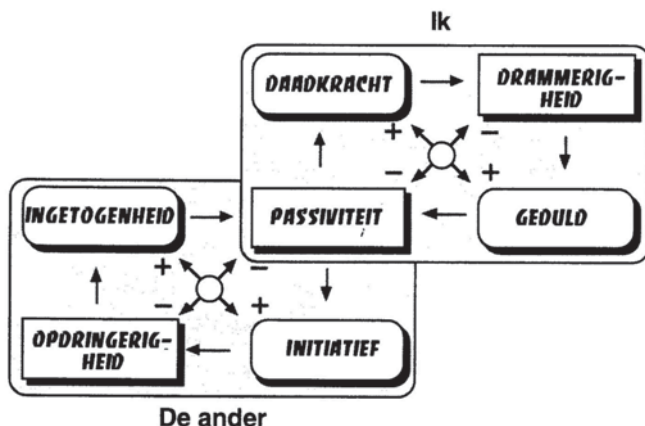 Ik
DAADKRACHT
DRAMMERIG-
HEID
+
−
−
+
PASSIVITEIT
GEDULD
INGETOGENHEID
+
−
−
+
OPDRINGERIG-
HEID
INITIATIEF
De ander